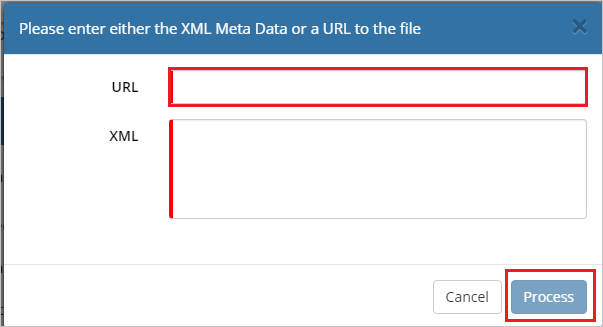 Please enter either the XML Meta Data or a URL to the file
URL
XML
Cancel Process